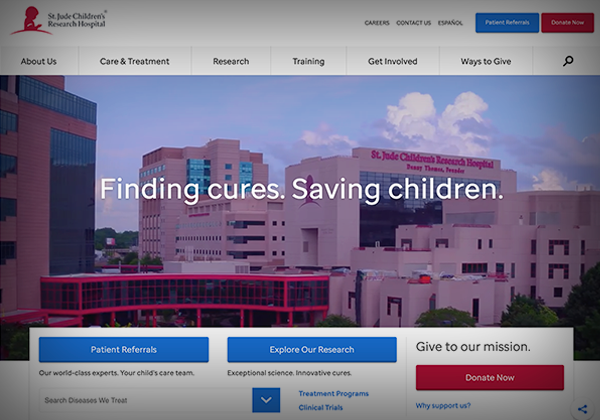 St. Jude Children's
Research Hospital
CAREERS CONTACT US ESPAÑOL Patient Referrals Donate Now
About Us Care & Treatment Research Training Get Involved Ways to Give
St. Jude Children's Research Hospital
Danny Thomas, Founder
Finding cures. Saving children.
Patient Referrals
Our world-class experts. Your child's care team.
Search Diseases We Treat
Explore Our Research
Exceptional science. Innovative cures.
Treatment Programs
Clinical Trials
Give to our mission.
Donate Now
Why support us?